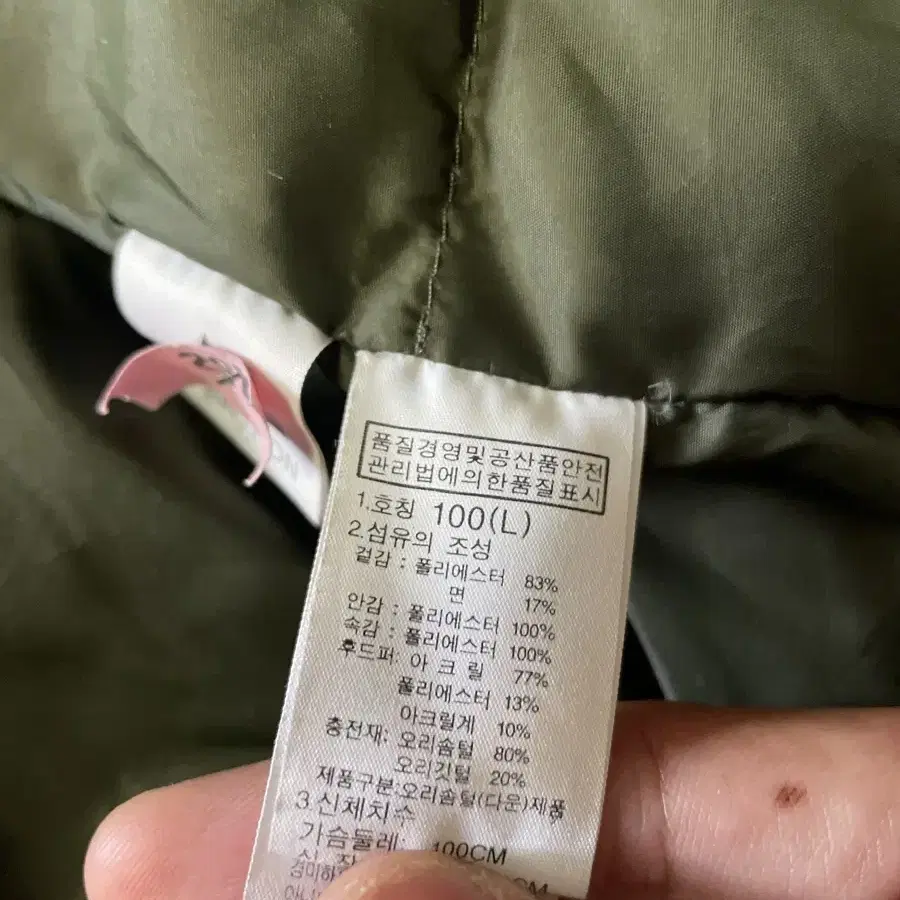 품질경영및공산품안전
관리법에의한품질표시
1.호칭 100(L)
2.섬유의 조성
겉감 : 폴리에스터 83%
면 17%
안감 : 폴리에스터 100%
속감 : 폴리에스터 100%
후드퍼: 아 크 릴 77%
폴리에스터 13%
아크릴계 10%
충전재: 오리솜털 80%
오리깃털 20%
제품구분:오리솜털(다운)제품
3.신체치수
가슴둘레: 100CM
CM